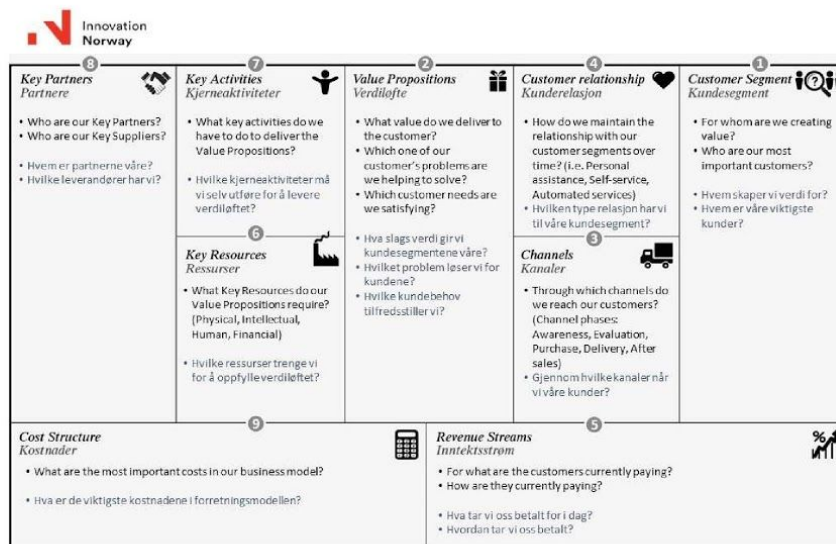 Innovation
Norway
8
Key Partners
Partnere
• Who are our Key Partners?
• Who are our Key Suppliers?
• Hvem er partnerne våre?
• Hvilke leverandører har vi?
7
Key Activities
Kjerneaktiviteter
• What key activities do we
have to do to deliver the
Value Propositions?
• Hvilke kjerneaktiviteter må
vi selv utføre for å levere
verdiløftet?
6
Key Resources
Ressurser
• What Key Resources do our
Value Propositions require?
(Physical, Intellectual,
Human, Financial)
• Hvilke ressurser trenge vi
for å oppfylle verdiløftet?
2
Value Propositions
Verdiløfte
• What value do we deliver to
the customer?
• Which one of our
customer's problems are
we helping to solve?
• Which customer needs are
we satisfying?
• Hva slags verdi gir vi
kundesegmentene våre?
• Hvilket problem løser vi for
kundene?
• Hvilke kundebehov
tilfredsstiller vi?
4
Customer relationship
Kunderelasjon
• How do we maintain the
relationship with our
customer segments over
time? (i.e. Personal
assistance, Self-service,
Automated services)
• Hvilken type relasjon har vi
til våre kundesegment?
3
Channels
Kanaler
• Through which channels do
we reach our customers?
(Channel phases:
Awareness, Evaluation,
Purchase, Delivery, After
sales)
• Gjennom hvilke kanaler når
vi våre kunder?
1
Customer Segment
Kundesegment
• For whom are we creating
value?
• Who are our most
important customers?
• Hvem skaper vi verdi for?
• Hvem er våre viktigste
kunder?
9
Cost Structure
Kostnader
• What are the most important costs in our business model?
• Hva er de viktigste kostnadene i forretningsmodellen?
5
Revenue Streams
Inntektsstrøm
%
• For what are the customers currently paying?
• How are they currently paying?
• Hva tar vi oss betalt for i dag?
• Hvordan tar vi oss betalt?